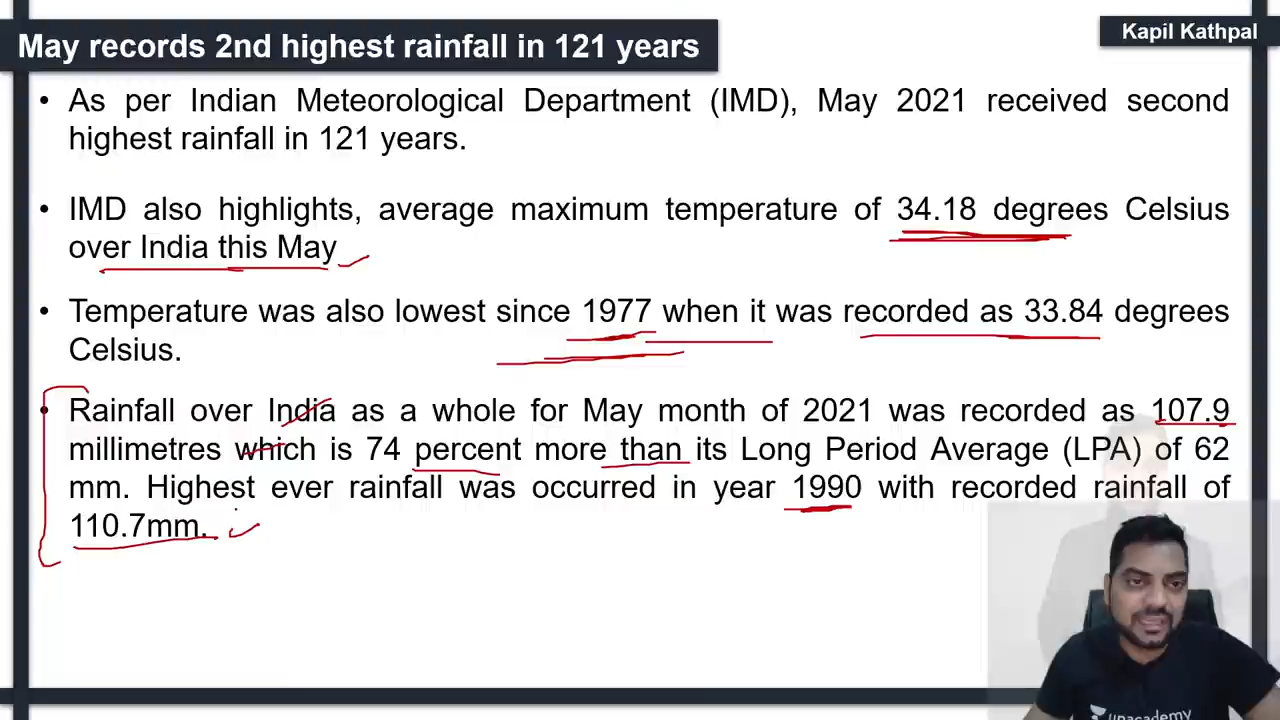 May records 2nd highest rainfall in 121 years
Kapil Kathpal
• As per Indian Meteorological Department (IMD), May 2021 received second
highest rainfall in 121 years.
• IMD also highlights, average maximum temperature of 34.18 degrees Celsius
over India this May
• Temperature was also lowest since 1977 when it was recorded as 33.84 degrees
Celsius.
• Rainfall over India as a whole for May month of 2021 was recorded as 107.9
millimetres which is 74 percent more than its Long Period Average (LPA) of 62
mm. Highest ever rainfall was occurred in year 1990 with recorded rainfall of
110.7mm.
unacademy